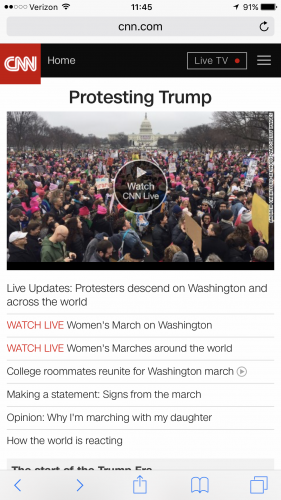 Verizon 11:45 91%
cnn.com
CNN Home Live TV
Protesting Trump
Watch
CNN Live
Live Updates: Protesters descend on Washington and
across the world
WATCH LIVE Women's March on Washington
WATCH LIVE Women's Marches around the world
College roommates reunite for Washington march
Making a statement: Signs from the march
Opinion: Why I'm marching with my daughter
How the world is reacting
The start of the Trump Era